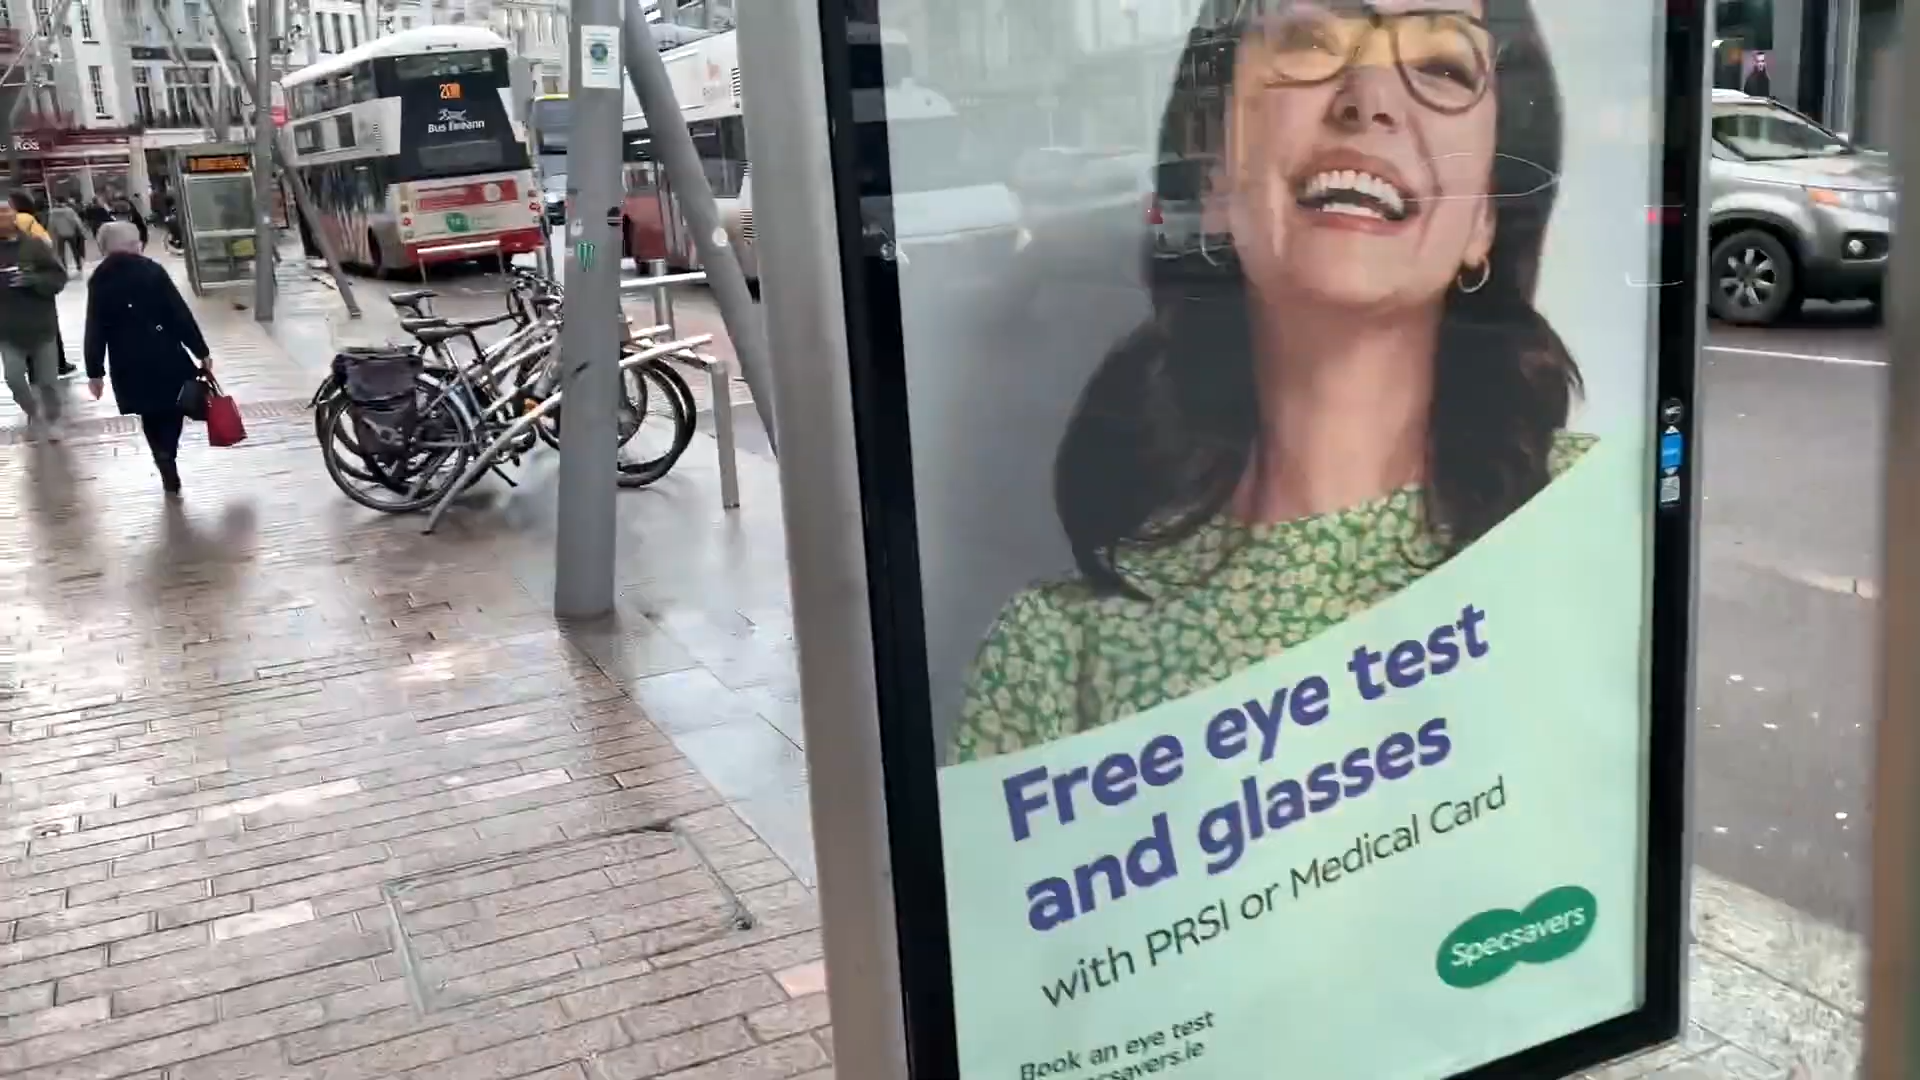 Bus Éireann
Free eye test
and glasses
with PRSI or Medical Card
Specsavers
Book an eye test